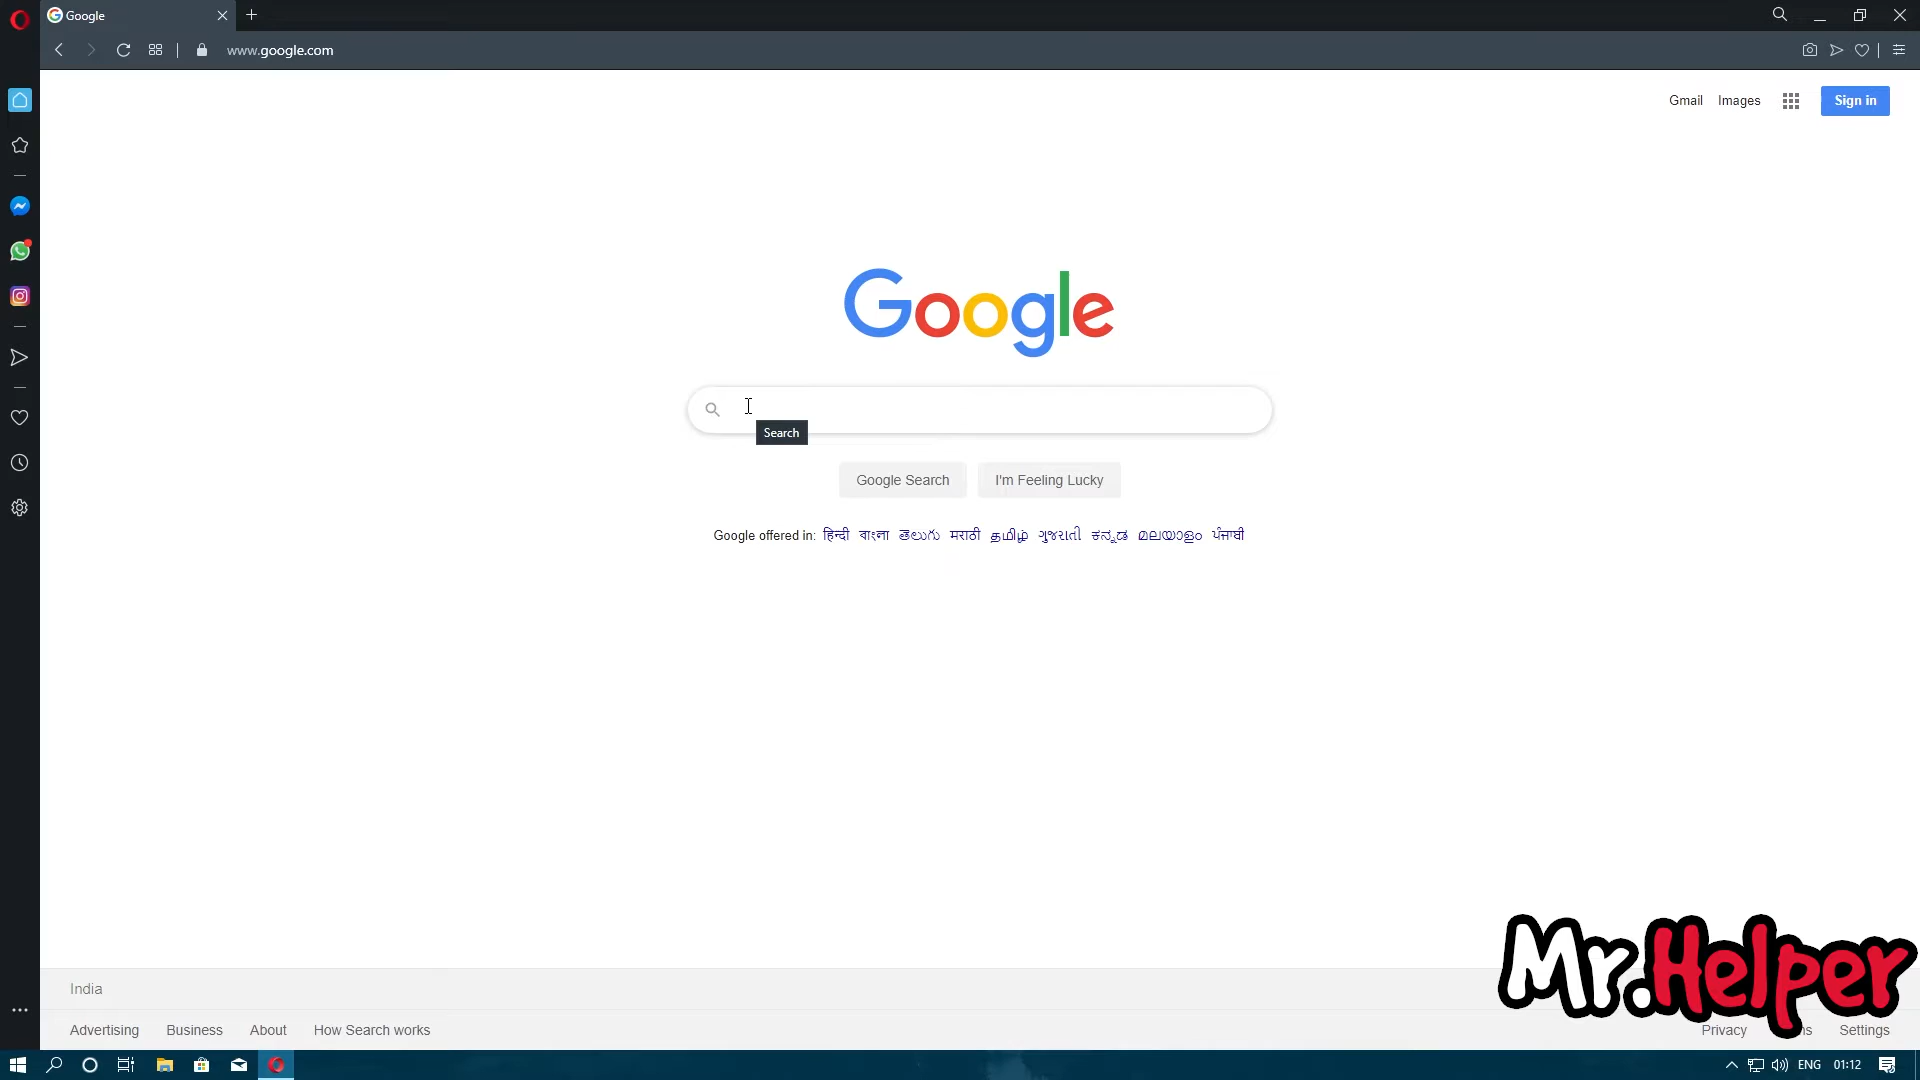 Google
www.google.com
Gmail Images Sign in
Google
Search
Google Search I'm Feeling Lucky
Google offered in: हिन्दी বাংলা తెలుగు मराठी தமிழ் ગુજરાતી ಕನ್ನಡ മലയാളം ਪੰਜਾਬੀ
Mr.Helper
India
Advertising Business About How Search works Privacy Settings
ENG 01:12